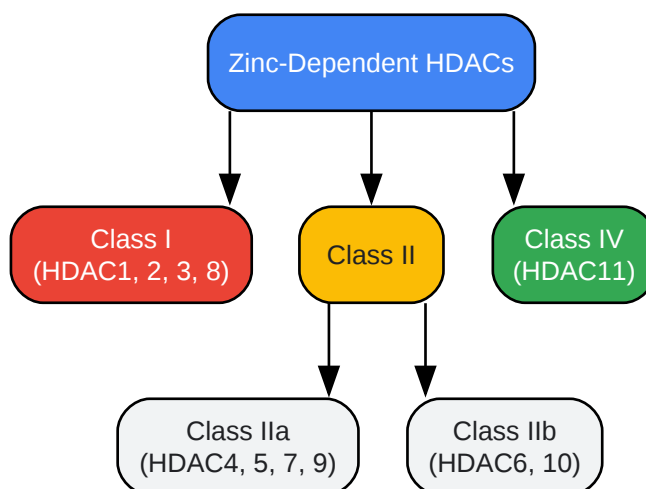 Zinc-Dependent HDACs
Class I
(HDAC1, 2, 3, 8)
Class II
Class IV
(HDAC11)
Class IIa
(HDAC4, 5, 7, 9)
Class IIb
(HDAC6, 10)